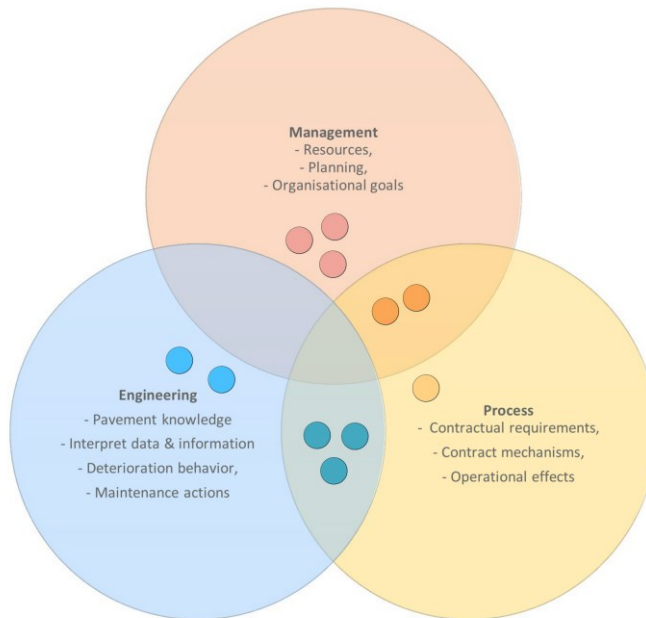 Management
- Resources,
- Planning,
- Organisational goals
Engineering
- Pavement knowledge
- Interpret data & information
- Deterioration behavior,
- Maintenance actions
Process
- Contractual requirements,
- Contract mechanisms,
- Operational effects